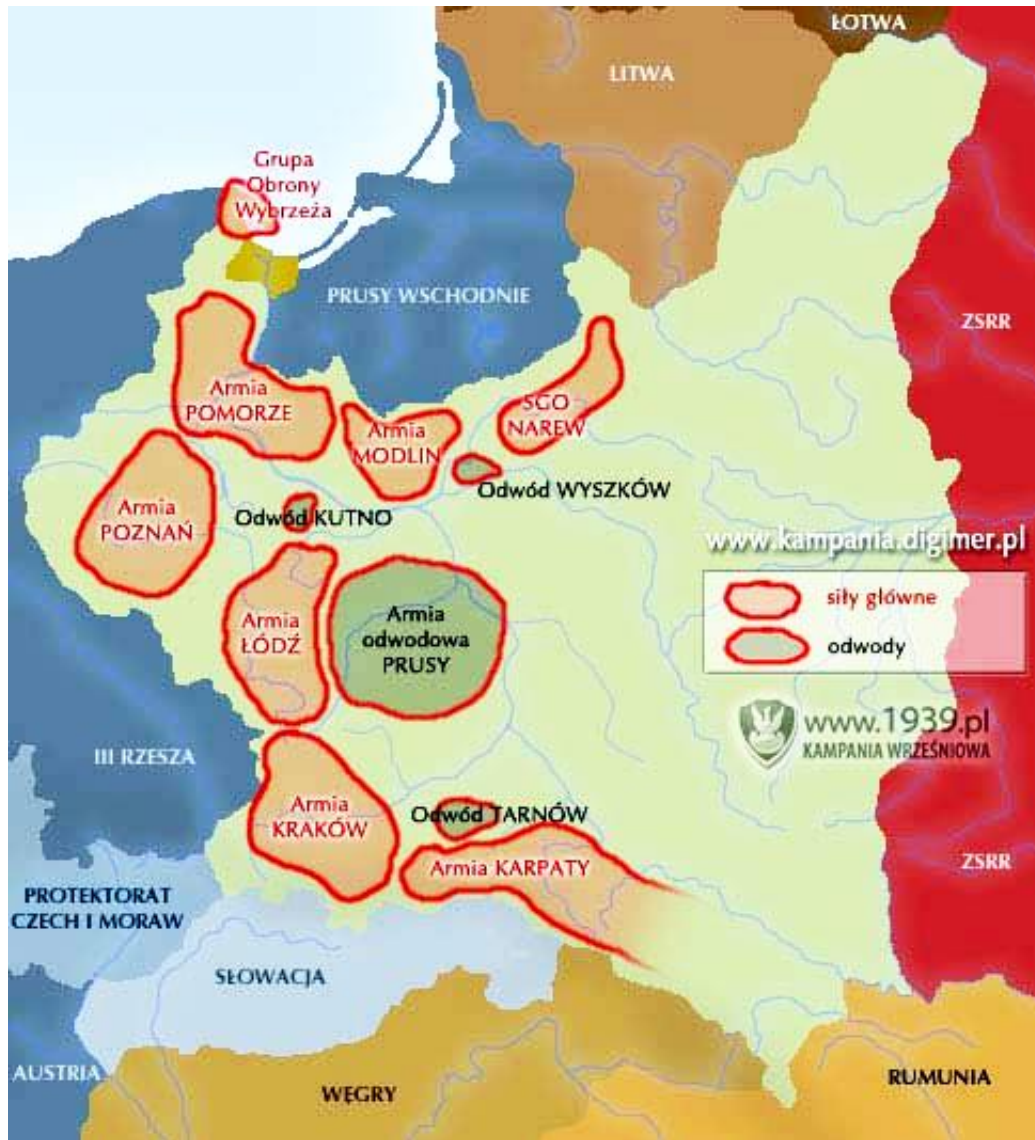 ŁOTWA
LITWA
Grupa
Obrony
Wybrzeża
PRUSY WSCHODNIE
ZSRR
Armia
POMORZE
SGO
NAREW
Armia
MODLIN
Odwód WYSZKÓW
Armia
POZNAŃ
Odwód KUTNO
www.kampania.digimer.pl
siły główne
odwody
Armia
ŁÓDŹ
Armia
odwodowa
PRUSY
www.1939.pl
KAMPANIA WRZEŚNIOWA
III RZESZA
Armia
KRAKÓW
Odwód TARNÓW
Armia KARPATY
ZSRR
PROTEKTORAT
CZECH I MORAW
SŁOWACJA
AUSTRIA
WĘGRY
RUMUNIA